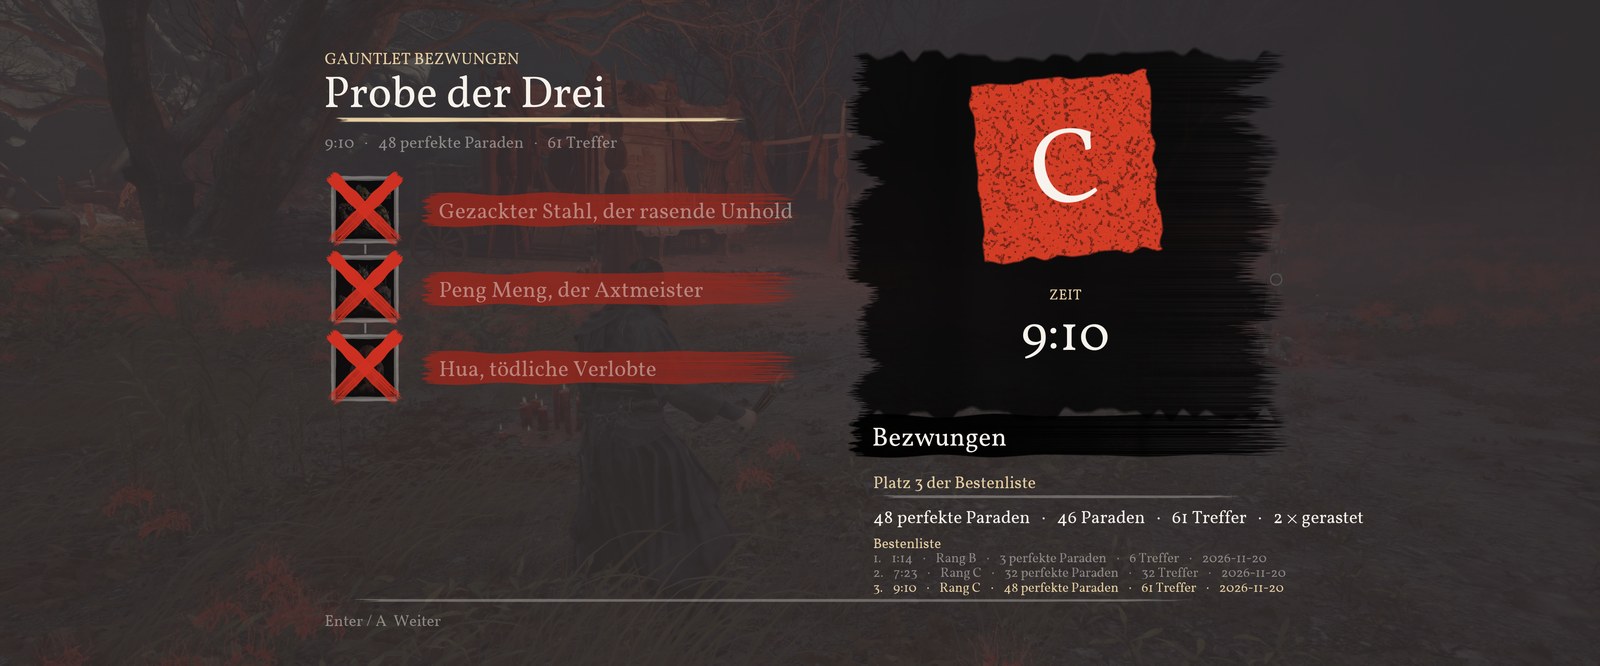 GAUNTLET BEZWUNGEN
Probe der Drei
9:10 · 48 perfekte Paraden · 61 Treffer
Gezackter Stahl, der rasende Unhold
Peng Meng, der Axtmeister
Hua, tödliche Verlobte
C
ZEIT
9:10
Bezwungen
Platz 3 der Bestenliste
48 perfekte Paraden · 46 Paraden · 61 Treffer · 2 × gerastet
Bestenliste
1. 1:14 · Rang B · 3 perfekte Paraden · 6 Treffer · 2026-11-20
2. 7:23 · Rang C · 32 perfekte Paraden · 32 Treffer · 2026-11-20
3. 9:10 · Rang C · 48 perfekte Paraden · 61 Treffer · 2026-11-20
Enter / A Weiter